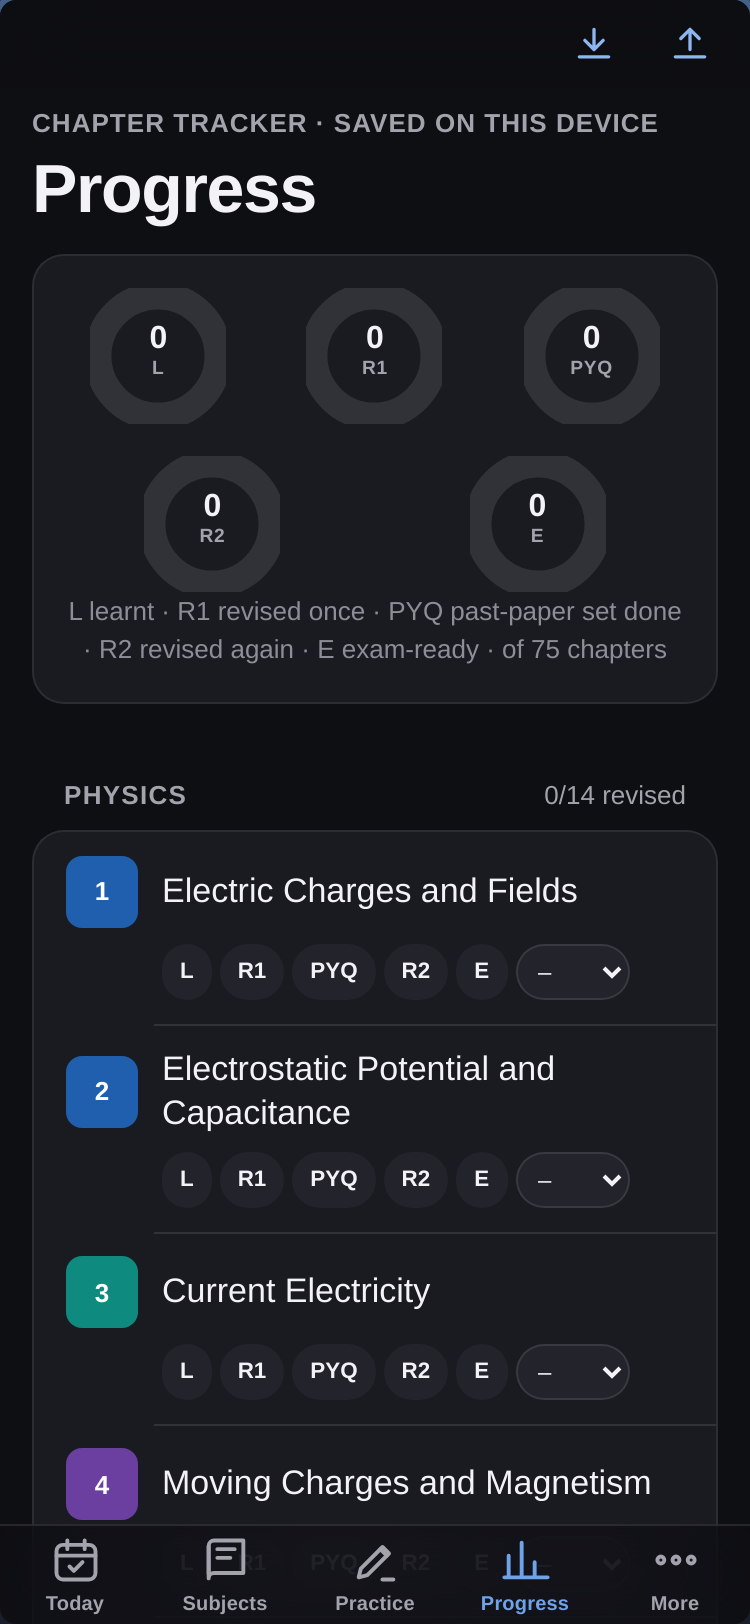 CHAPTER TRACKER · SAVED ON THIS DEVICE
Progress
0
L
0
R1
0
PYQ
0
R2
0
E
L learnt · R1 revised once · PYQ past-paper set done
· R2 revised again · E exam-ready · of 75 chapters
PHYSICS 0/14 revised
1 Electric Charges and Fields
L R1 PYQ R2 E –
2 Electrostatic Potential and
Capacitance
L R1 PYQ R2 E –
3 Current Electricity
L R1 PYQ R2 E –
4 Moving Charges and Magnetism
L R1 PYQ R2 E –
Today Subjects Practice Progress More